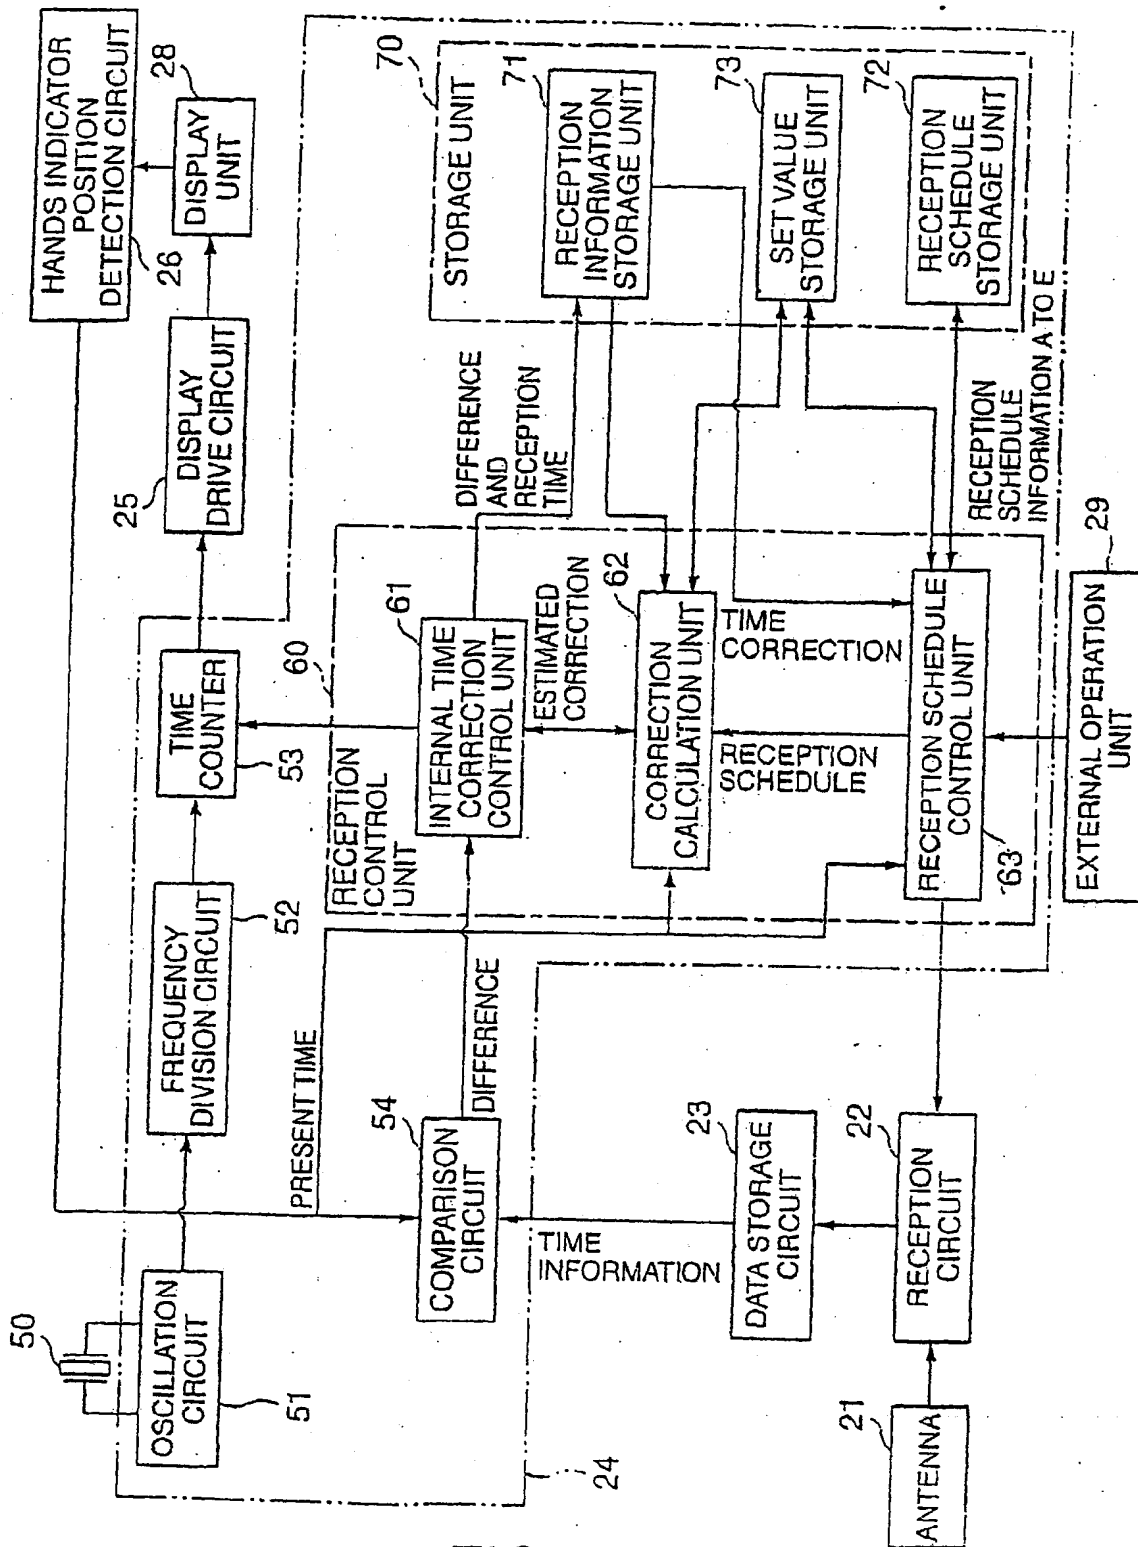 50
OSCILLATION
CIRCUIT
51
FREQUENCY
DIVISION CIRCUIT
52
TIME
COUNTER
53
25
DISPLAY
DRIVE CIRCUIT
HANDS INDICATOR
POSITION
DETECTION CIRCUIT
26
28
DISPLAY
UNIT
24
PRESENT TIME
54
COMPARISON
CIRCUIT
DIFFERENCE
TIME
INFORMATION
RECEPTION
CONTROL
UNIT
60
61
INTERNAL TIME
CORRECTION
CONTROL UNIT
ESTIMATED
CORRECTION
62
CORRECTION
CALCULATION UNIT
TIME
CORRECTION
RECEPTION
SCHEDULE
RECEPTION SCHEDULE
CONTROL UNIT
63
DIFFERENCE
AND
RECEPTION
TIME
70
STORAGE UNIT
71
RECEPTION
INFORMATION
STORAGE UNIT
73
SET VALUE
STORAGE UNIT
72
RECEPTION
SCHEDULE
STORAGE UNIT
RECEPTION
SCHEDULE
INFORMATION A TO E
23
DATA STORAGE
CIRCUIT
22
RECEPTION
CIRCUIT
21
ANTENNA
29
EXTERNAL OPERATION
UNIT